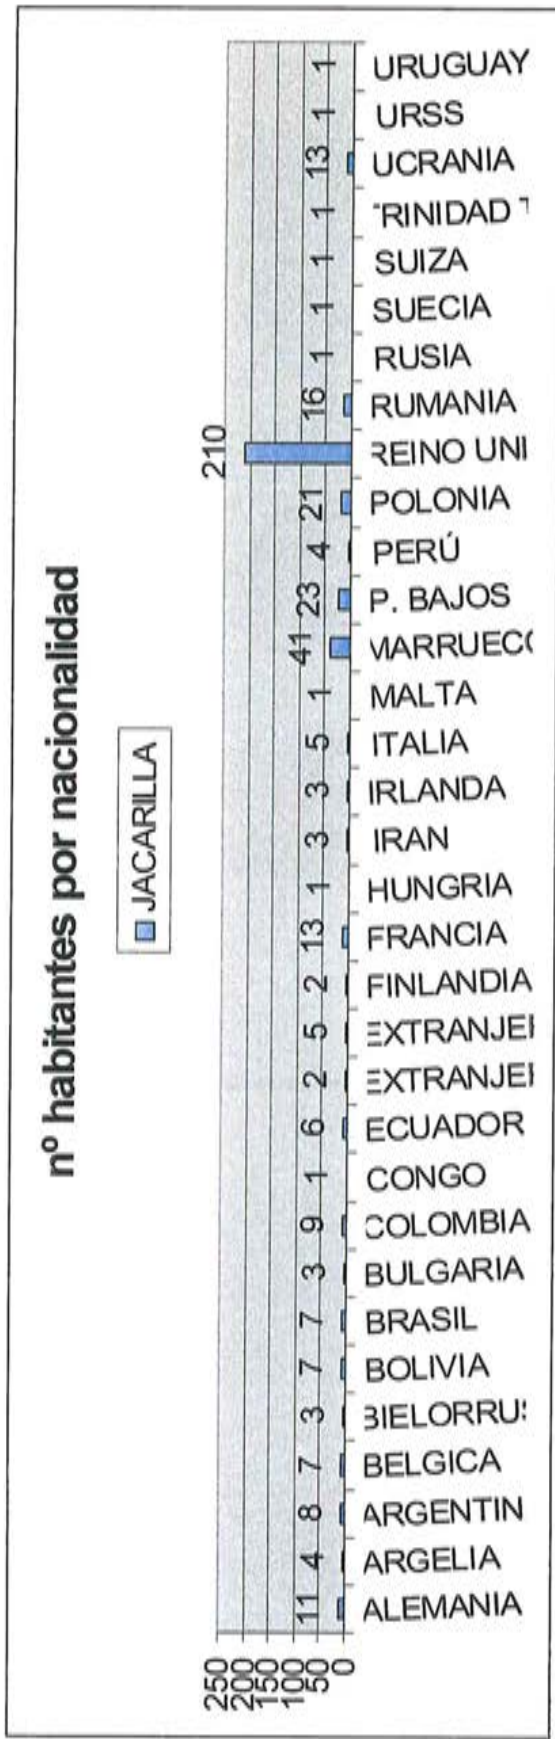 nº habitantes por nacionalidad
JACARILLA
250
200
150
100
50
0
11
4
8
7
3
7
7
3
9
1
6
2
5
2
13
1
3
3
5
1
41
23
4
21
210
16
1
1
1
1
13
1
1
ALEMANIA
ARGELIA
ARGENTIN
BELGICA
BIELORRUS
BOLIVIA
BRASIL
BULGARIA
COLOMBIA
CONGO
ECUADOR
EXTRANJE
EXTRANJE
FINLANDIA
FRANCIA
HUNGRIA
IRAN
IRLANDA
ITALIA
MALTA
MARRUEC
P. BAJOS
PERÚ
POLONIA
REINO UNI
RUMANIA
RUSIA
SUECIA
SUIZA
TRINIDAD T
UCRANIA
URSS
URUGUAY